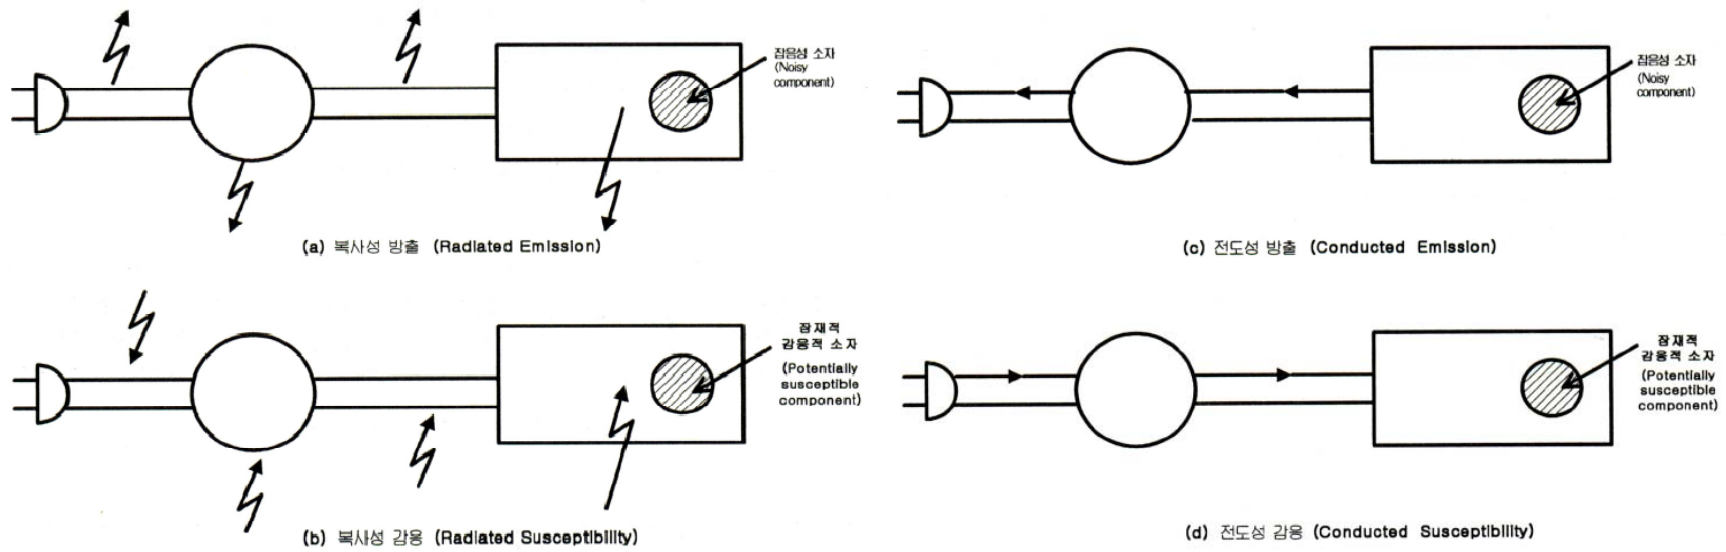 잡음성 소자
(Noisy
component)
(a) 복사성 방출 (Radiated Emission)
잡음성 소자
(Noisy
component)
(c) 전도성 방출 (Conducted Emission)
잠재적
감응적 소자
(Potentially
susceptible
component)
(b) 복사성 감응 (Radiated Susceptibility)
잠재적
감응적 소자
(Potentially
susceptible
component)
(d) 전도성 감응 (Conducted Susceptibility)